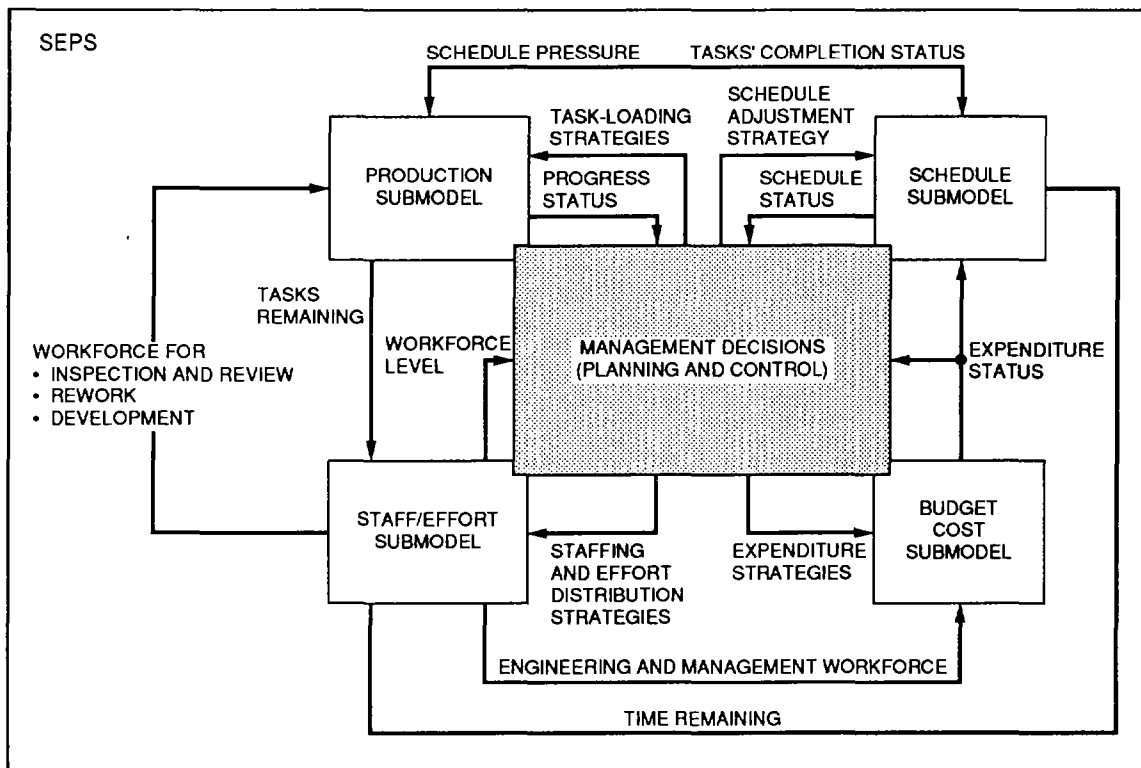 SEPS
SCHEDULE PRESSURE
TASKS' COMPLETION STATUS
TASK-LOADING
STRATEGIES
SCHEDULE
ADJUSTMENT
STRATEGY
PRODUCTION
SUBMODEL
PROGRESS
STATUS
SCHEDULE
STATUS
SCHEDULE
SUBMODEL
TASKS
REMAINING
WORKFORCE
LEVEL
MANAGEMENT DECISIONS
(PLANNING AND CONTROL)
EXPENDITURE
STATUS
WORKFORCE FOR
• INSPECTION AND REVIEW
• REWORK
• DEVELOPMENT
STAFF/EFFORT
SUBMODEL
STAFFING
AND EFFORT
DISTRIBUTION
STRATEGIES
EXPENDITURE
STRATEGIES
BUDGET
COST
SUBMODEL
ENGINEERING AND MANAGEMENT WORKFORCE
TIME REMAINING